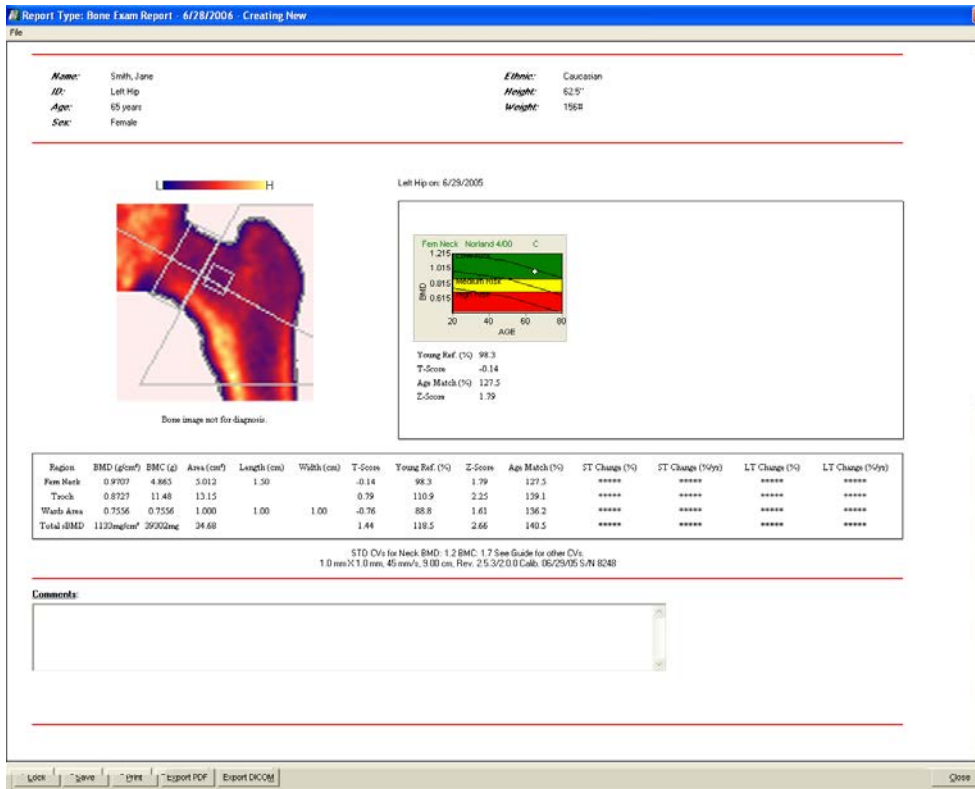 Report Type: Bone Exam Report - 6/28/2006 - Creating New
File
Name: Smith, Jane
Ethnic: Caucasian
ID: Left Hip
Height: 62.5"
Age: 65 years
Weight: 156#
Sex: Female
L H
Left Hip on: 6/29/2005
Fem Neck Norland 4/00 C
1.215
1.015
0.815 Medium risk
0.615 High risk
BMD
20 40 60 80
AGE
Young Ref. (%) 98.3
T-Score -0.14
Age Match (%) 127.5
Z-Score 1.79
Bone image not for diagnosis.
Region BMD (g/cm²) BMC (g) Area (cm²) Length (cm) Width (cm) T-Score Young Ref. (%) Z-Score Age Match (%) ST Change (%) ST Change (%/yr) LT Change (%) LT Change (%/yr)
Fem Neck 0.9707 4.865 5.012 1.50 -0.14 98.3 1.79 127.5 ***** ***** ***** *****
Troch 0.8727 11.48 13.15 0.79 110.9 2.25 139.1 ***** ***** ***** *****
Wards Area 0.7556 0.7556 1.000 1.00 1.00 -0.76 88.8 1.61 136.2 ***** ***** ***** *****
Total sBMD 1133mg/cm² 39302mg 34.68 1.44 118.5 2.66 140.5 ***** ***** ***** *****
STD CVs for Neck BMD: 1.2 BMC: 1.7 See Guide for other CVs.
1.0 mm X 1.0 mm, 45 mm/s, 9.00 cm, Rev. 2.5.3/2.0.0 Calib. 06/29/05 S/N 8248
Comments:
Lock Save Print Export PDF Export DICOM Close